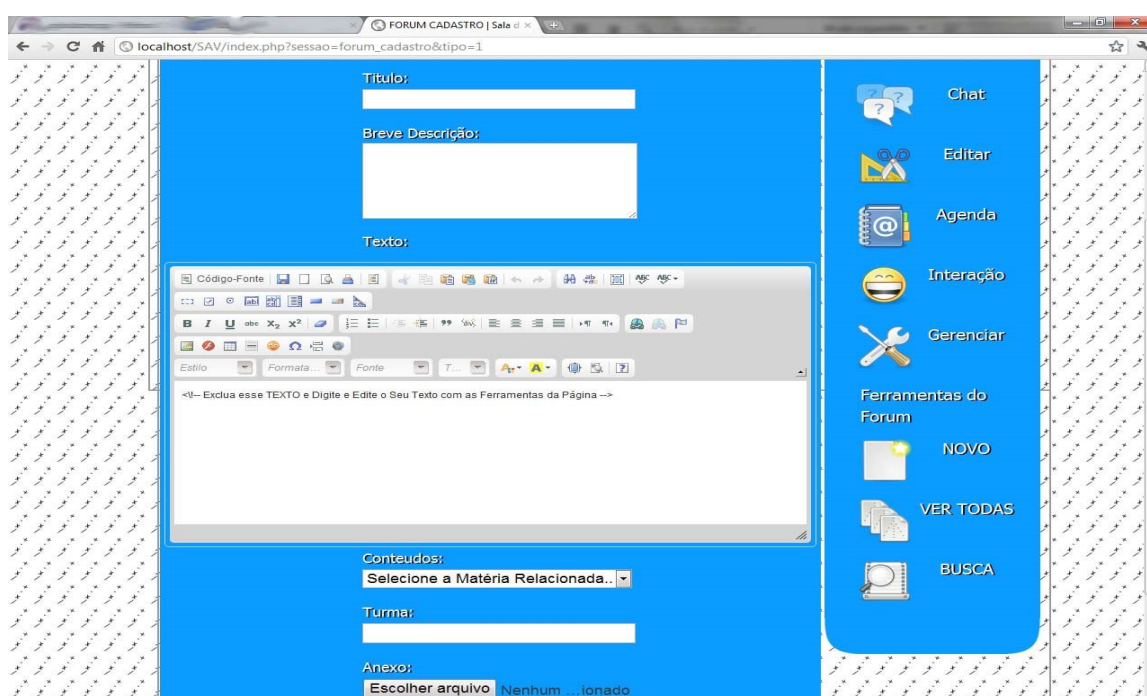 FORUM CADASTRO | Sala d
localhost/SAV/index.php?sessao=forum_cadastro&tipo=1
Titulo:
Breve Descrição:
Texto:
Código-Fonte
Estilo Formata... Fonte T...
<\!-- Exclua esse TEXTO e Digite e Edite o Seu Texto com as Ferramentas da Página -->
Conteudos:
Selecione a Matéria Relacionada..
Turma:
Anexo:
Escolher arquivo Nenhum ...ionado
Chat
Editar
Agenda
Interação
Gerenciar
Ferramentas do
Forum
NOVO
VER TODAS
BUSCA